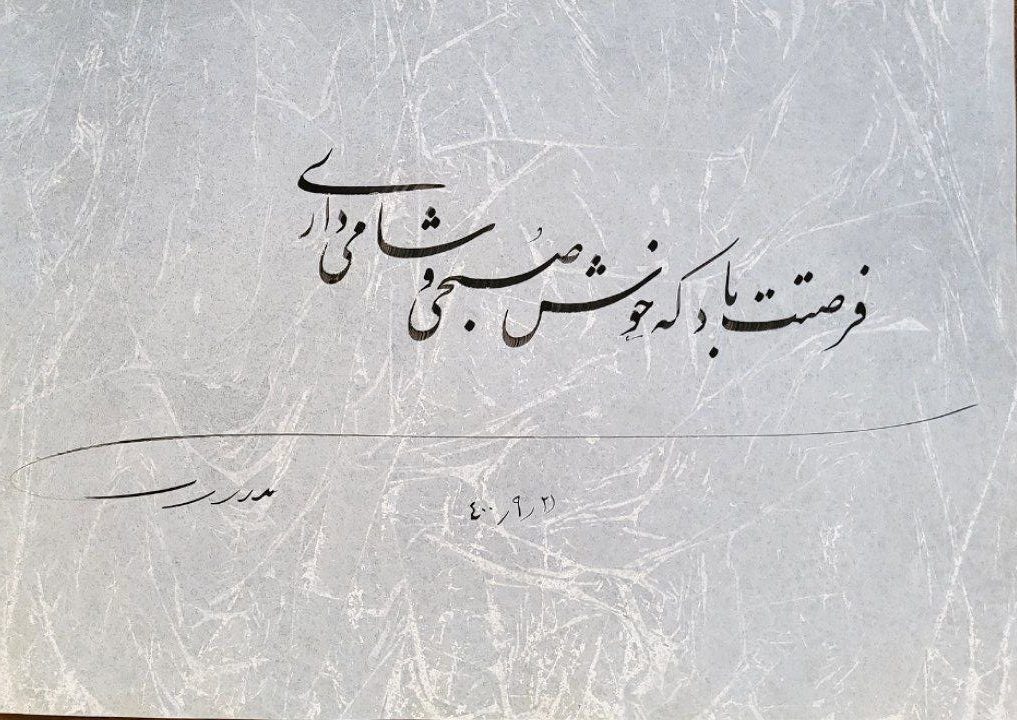 فرصتت باد که خوش صبحی و شامی داری
۲۱/۹/۴۰۰